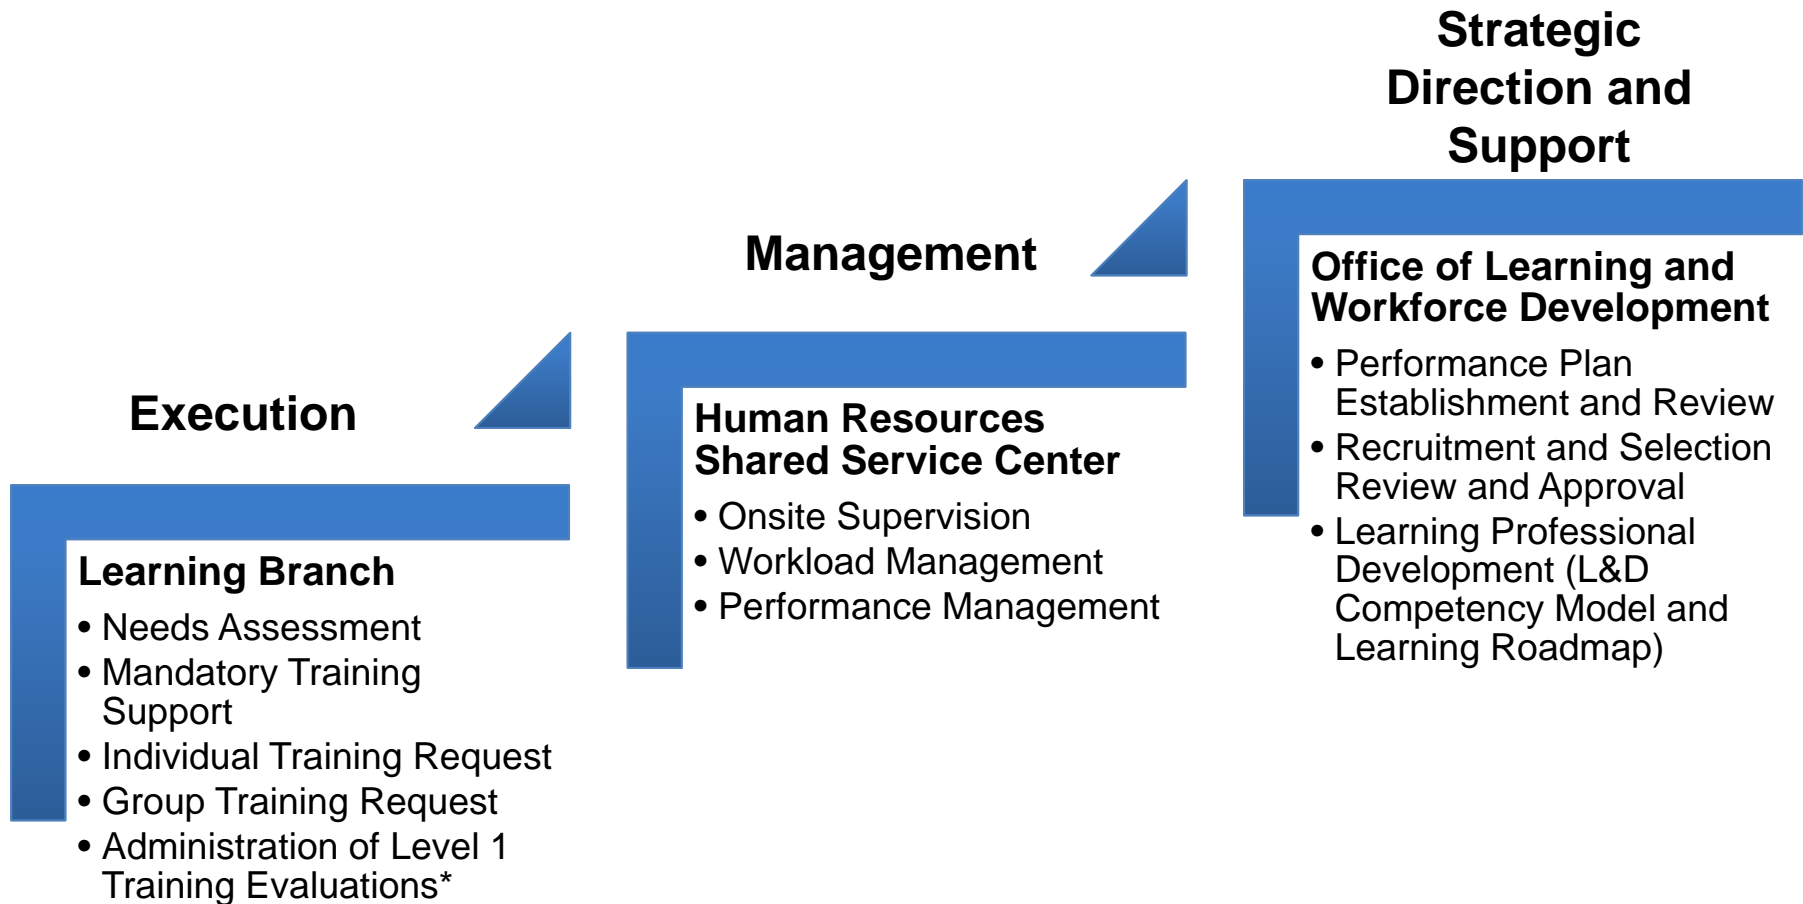 Execution
Learning Branch
• Needs Assessment
• Mandatory Training
Support
• Individual Training Request
• Group Training Request
• Administration of Level 1
Training Evaluations*
Management
Human Resources
Shared Service Center
• Onsite Supervision
• Workload Management
• Performance Management
Strategic
Direction and
Support
Office of Learning and
Workforce Development
• Performance Plan
Establishment and Review
• Recruitment and Selection
Review and Approval
• Learning Professional
Development (L&D
Competency Model and
Learning Roadmap)